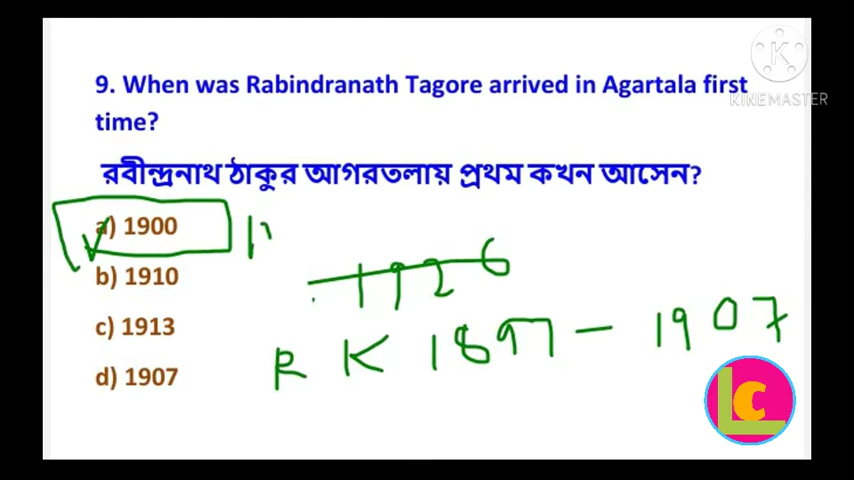 9. When was Rabindranath Tagore arrived in Agartala first
time?
রবীন্দ্রনাথ ঠাকুর আগরতলায় প্রথম কখন আসেন?
a) 1900
b) 1910
c) 1913
d) 1907
1926
R K 1897 - 1907
K
KINEMASTER
LC